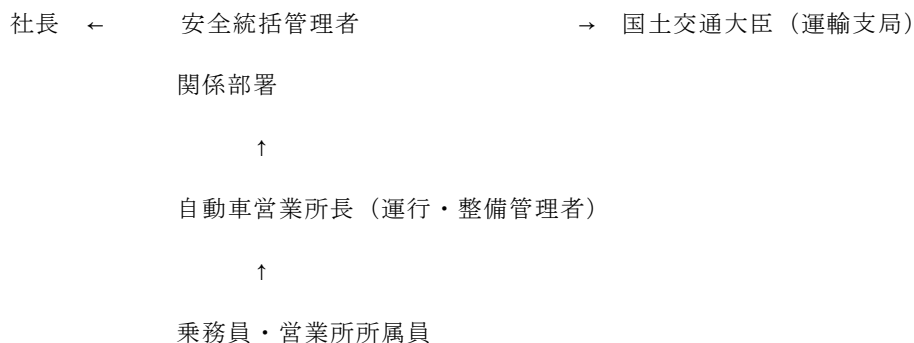 社長 ← 安全統括管理者 → 国土交通大臣（運輸支局）
関係部署
↑
自動車営業所長（運行・整備管理者）
↑
乗務員・営業所所属員